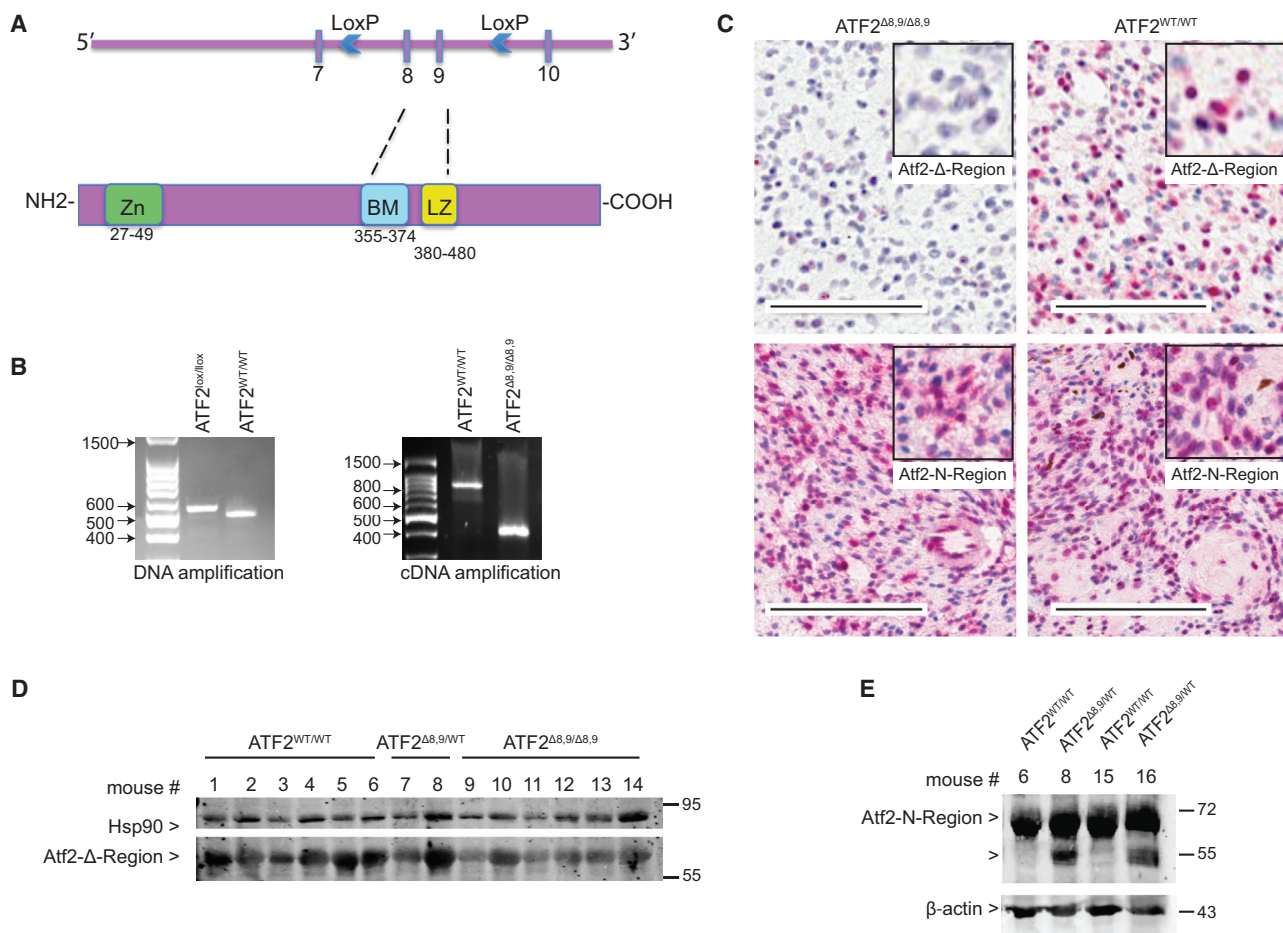 A
5′ LoxP LoxP 3′
7 8 9 10
NH2- Zn BM LZ -COOH
27-49 355-374
380-480
B
ATF2lox/llox ATF2WT/WT
1500
600
500
400
DNA amplification
ATF2WT/WT ATF2Δ8,9/Δ8,9
1500
800
600
500
400
cDNA amplification
C
ATF2Δ8,9/Δ8,9 ATF2WT/WT
Atf2-Δ-Region Atf2-Δ-Region
Atf2-N-Region Atf2-N-Region
D
ATF2WT/WT ATF2Δ8,9/WT ATF2Δ8,9/Δ8,9
mouse # 1 2 3 4 5 6 7 8 9 10 11 12 13 14
Hsp90 > 95
Atf2-Δ-Region >
55
E
ATF2WT/WT ATF2Δ8,9/WT ATF2WT/WT ATF2Δ8,9/WT
mouse # 6 8 15 16
Atf2-N-Region > 72
> 55
β-actin > 43